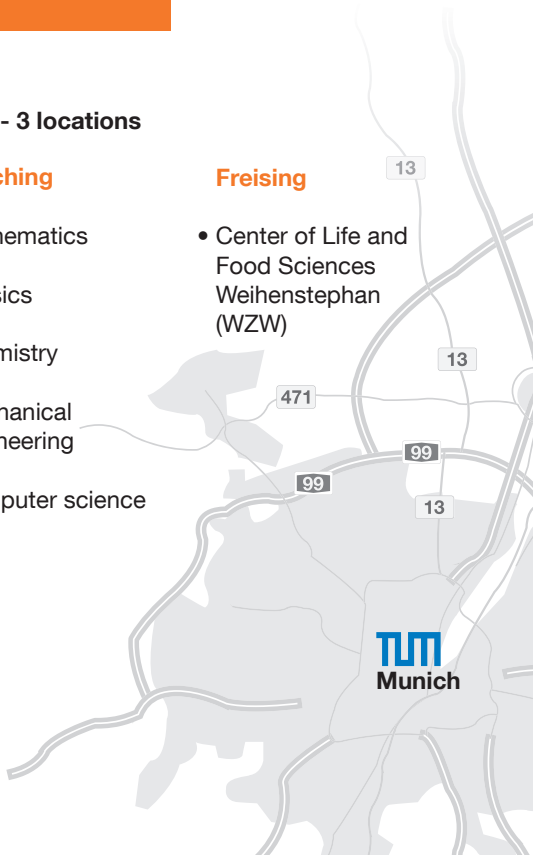 - 3 locations
ching
Freising
nematics
• Center of Life and
Food Sciences
Weihenstephan
(WZW)
sics
mistry
hanical
neering
puter science
13
13
471
99
99
13
TUM
Munich